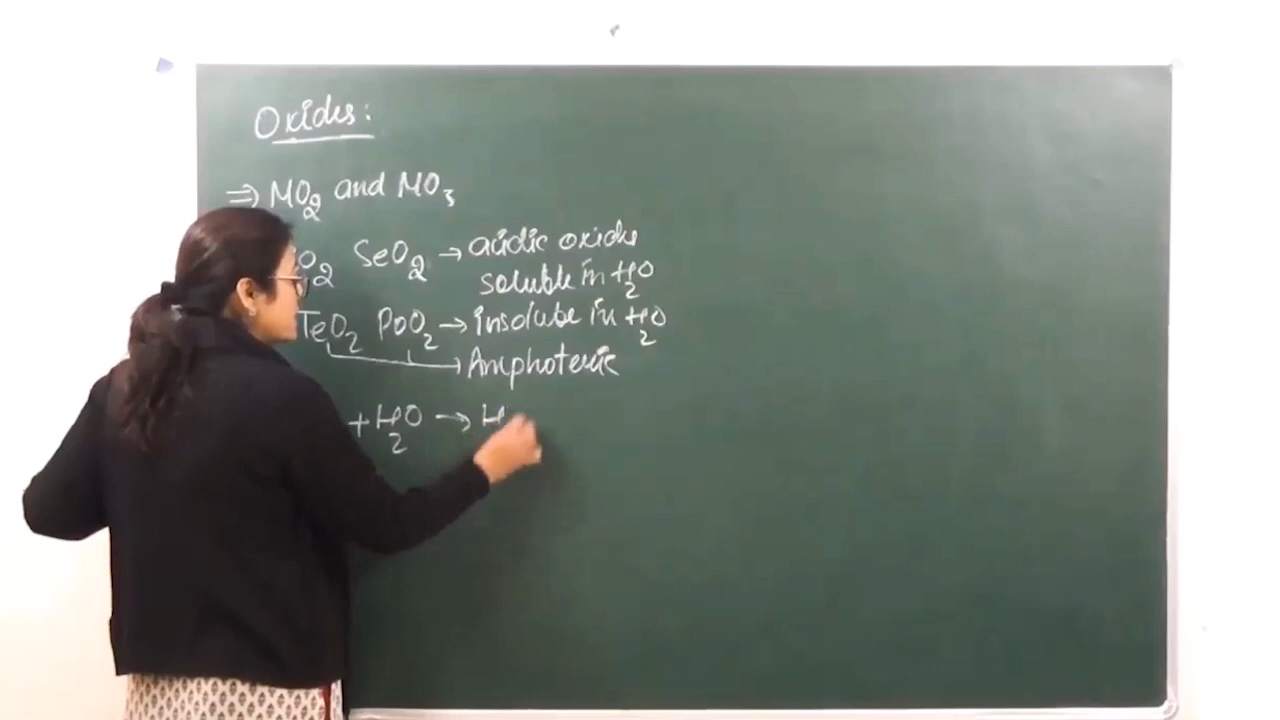 Oxides:
⇒ MO₂ and MO₃
O₂ SeO₂ → acidic oxides
soluble in H₂O
TeO₂ PoO₂ → insoluble in H₂O
→ Amphoteric
+ H₂O → H